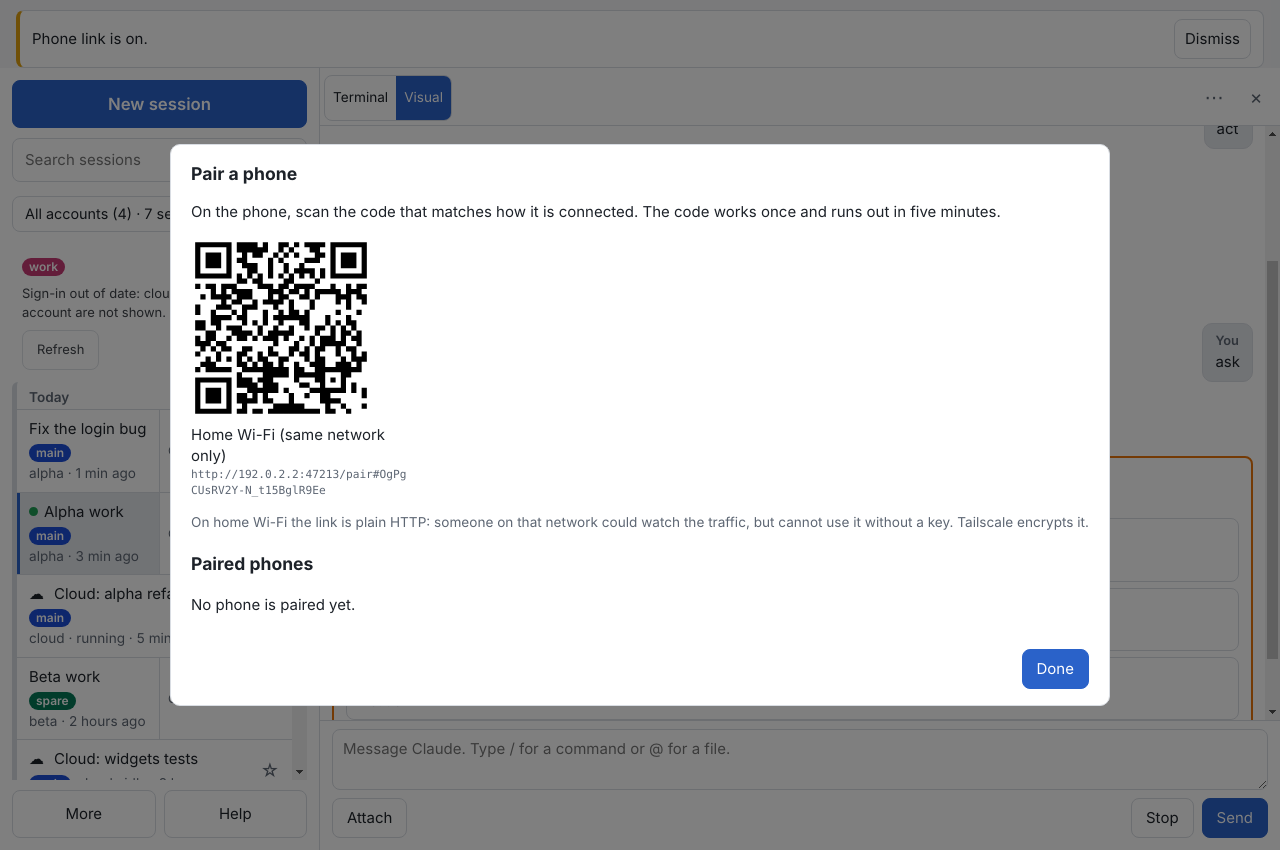 Phone link is on.
Dismiss
New session
Terminal
Visual
Search sessions
act
All accounts (4) · 7 se
work
Sign-in out of date: clou
account are not shown.
Refresh
Today
Fix the login bug
main
alpha · 1 min ago
Alpha work
main
alpha · 3 min ago
Cloud: alpha refa
main
cloud · running · 5 min
Beta work
spare
beta · 2 hours ago
Cloud: widgets tests
More
Help
Pair a phone
On the phone, scan the code that matches how it is connected. The code works once and runs out in five minutes.
Home Wi-Fi (same network
only)
http://192.0.2.2:47213/pair#OgPg
CUsRV2Y-N_t15BglR9Ee
On home Wi-Fi the link is plain HTTP: someone on that network could watch the traffic, but cannot use it without a key. Tailscale encrypts it.
Paired phones
No phone is paired yet.
Done
You
ask
Message Claude. Type / for a command or @ for a file.
Attach
Stop
Send